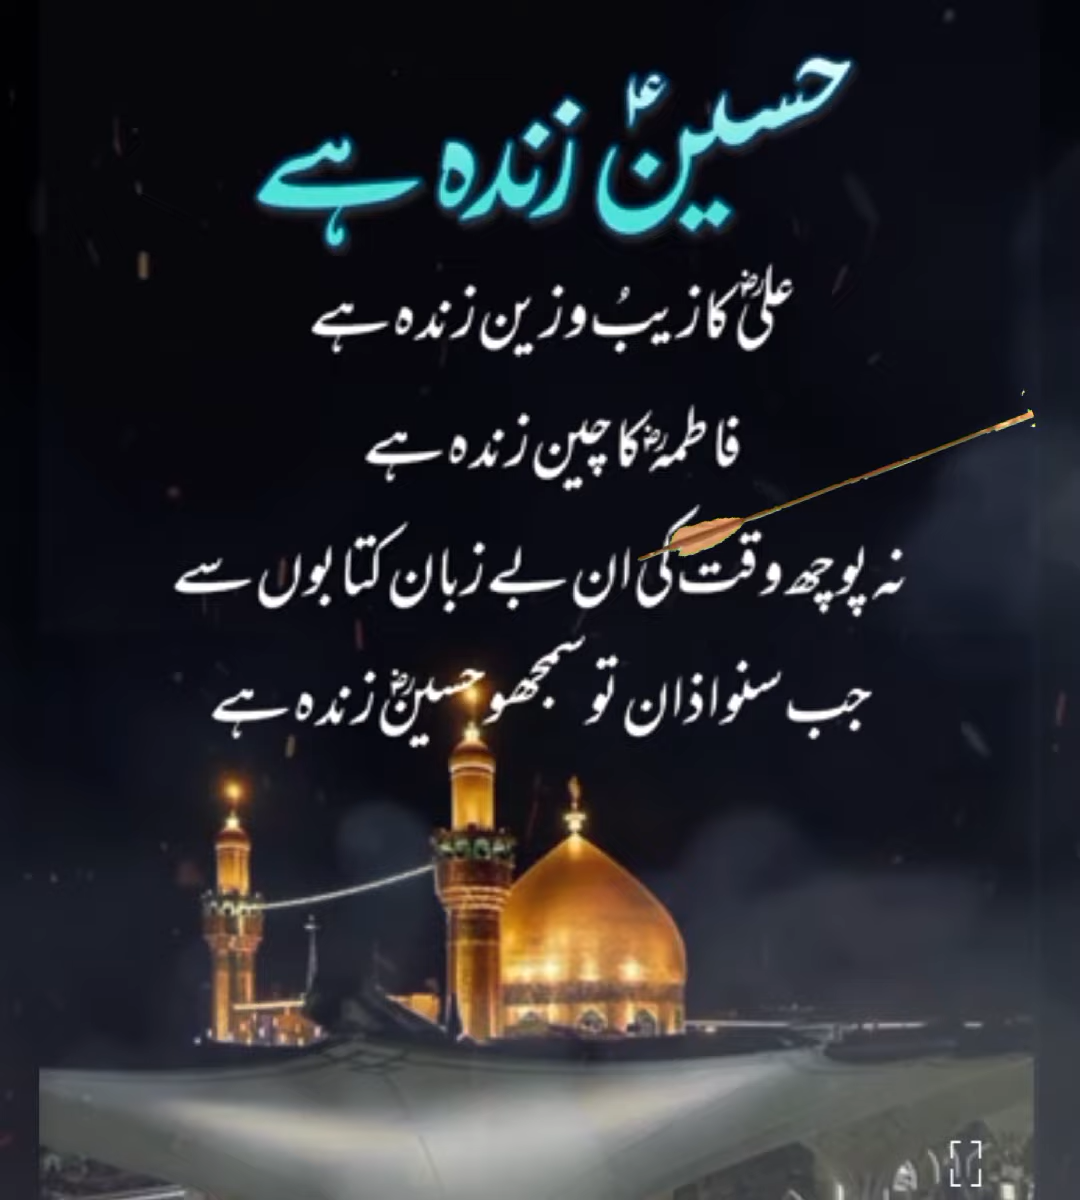 حسینؑ زندہ ہے
علیؓ کا زیبُ و زین زندہ ہے
فاطمہؓ کا چین زندہ ہے
نہ پوچھ وقت کی ان بے زبان کتابوں سے
جب سنو اذان تو سمجھو حسینؓ زندہ ہے